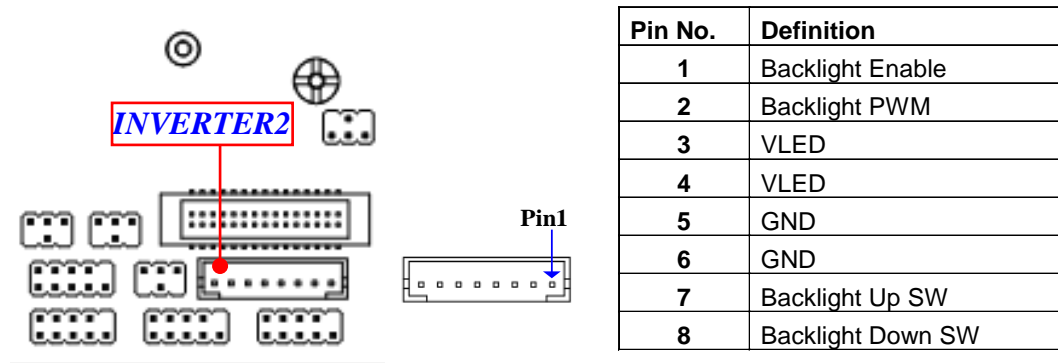 INVERTER2
Pin1
Pin No. Definition
1 Backlight Enable
2 Backlight PWM
3 VLED
4 VLED
5 GND
6 GND
7 Backlight Up SW
8 Backlight Down SW